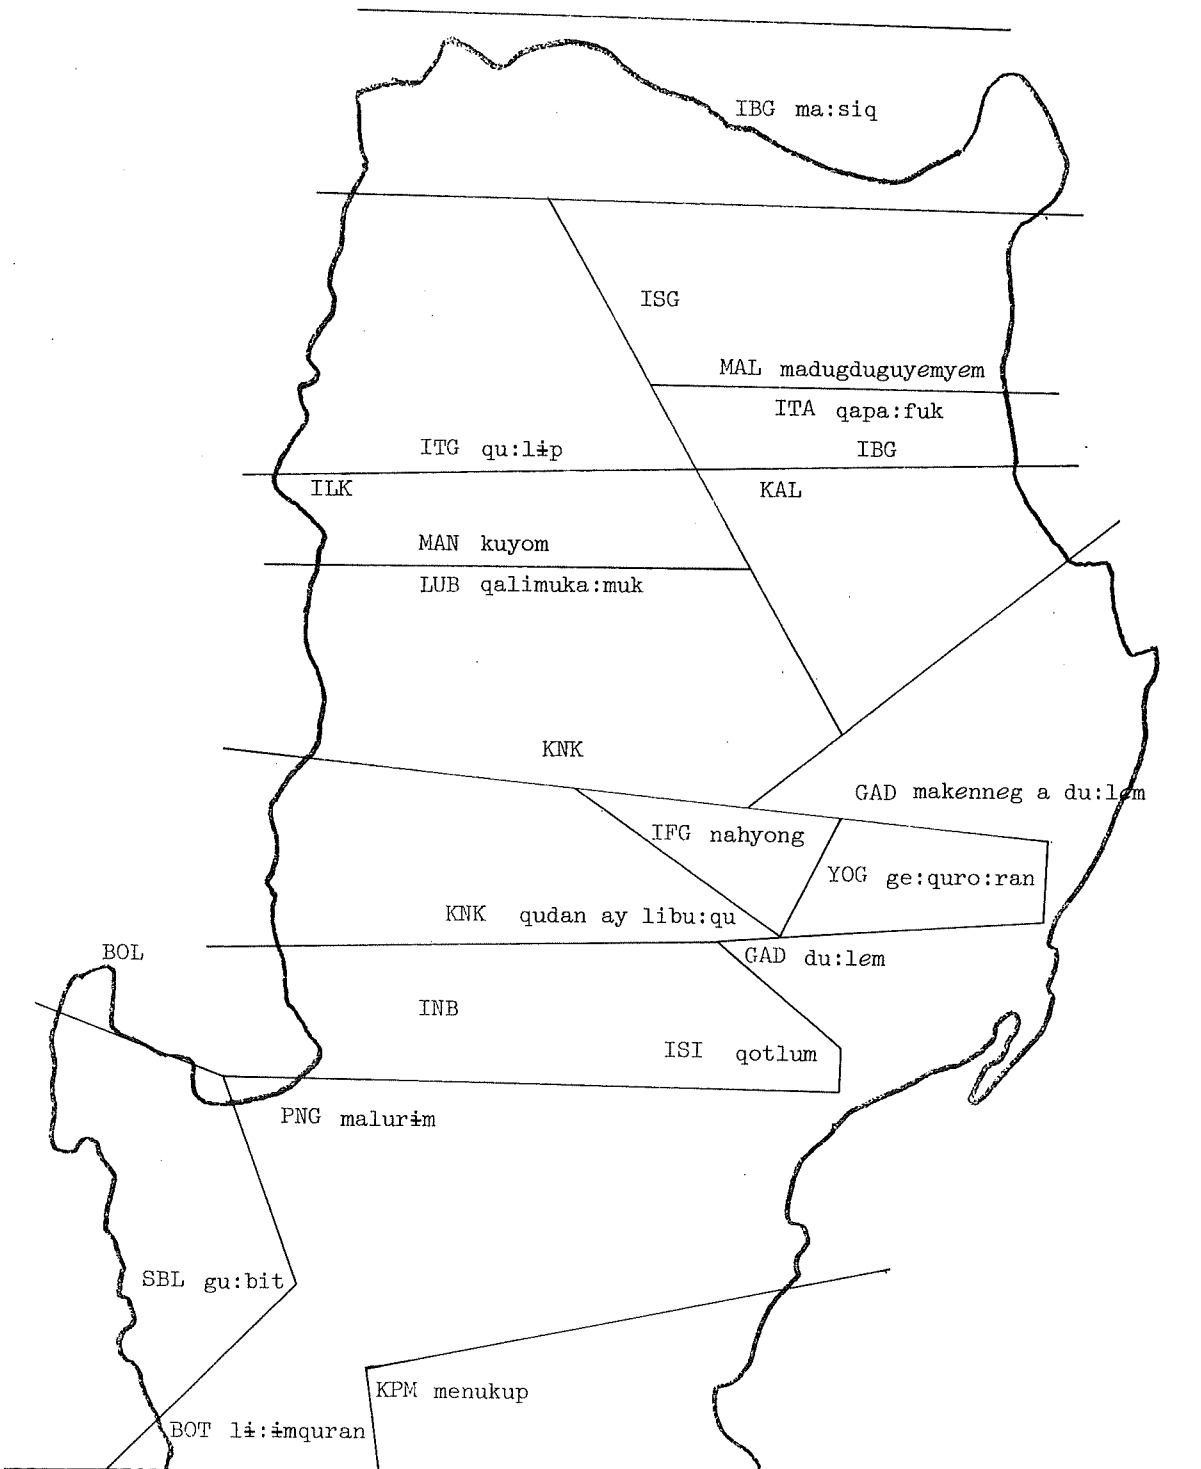 IBG ma:siq
ISG
MAL madugduguyemyem
ITA qapa:fuk
ITG qu:lɨp
IBG
ILK
KAL
MAN kuyom
LUB qalimuka:muk
KNK
GAD makenneg a du:lem
IFG nahyong
YOG ge:quro:ran
KNK qudan ay libu:qu
BOL
GAD du:lem
INB
ISI qotlum
PNG malurɨm
SBL gu:bit
KPM menukup
BOT lɨ:ɨmquran